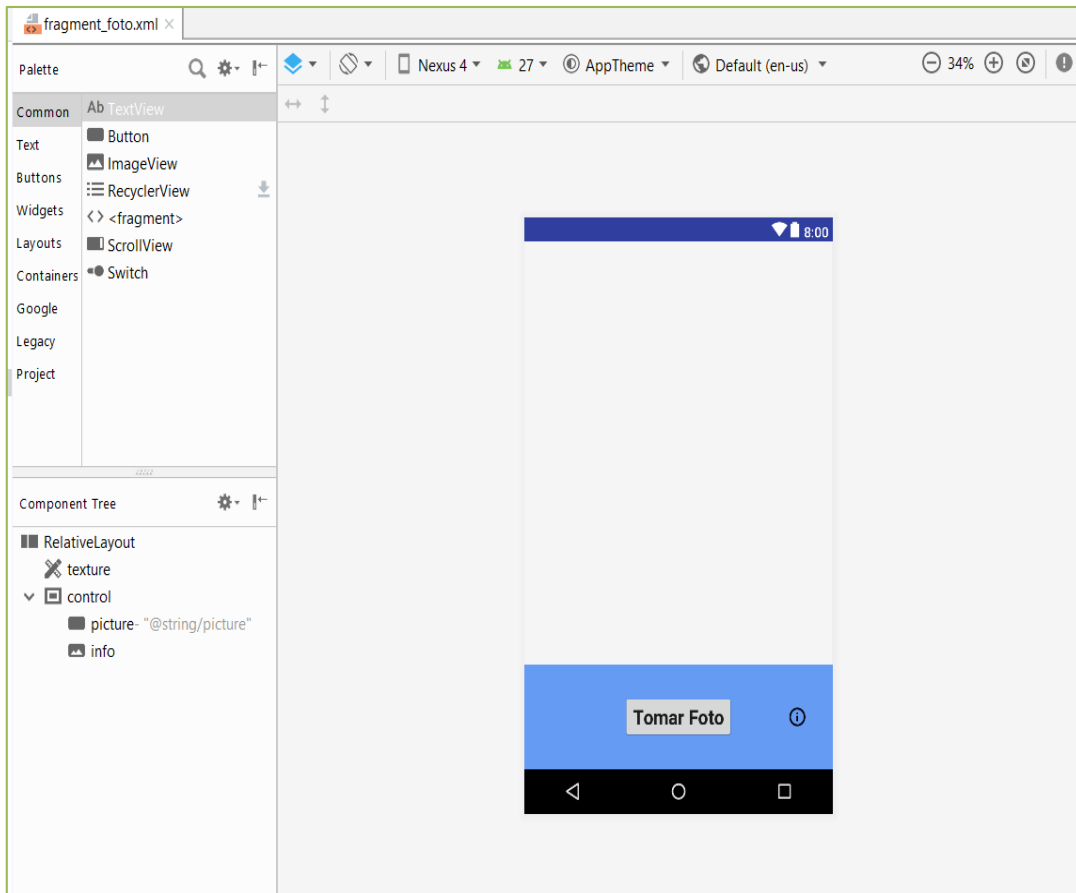 fragment_foto.xml
Palette
Nexus 4
27
AppTheme
Default (en-us)
34%
Common
Text
Buttons
Widgets
Layouts
Containers
Google
Legacy
Project
Ab TextView
Button
ImageView
RecyclerView
<fragment>
ScrollView
Switch
Component Tree
RelativeLayout
texture
control
picture- "@string/picture"
info
8:00
Tomar Foto